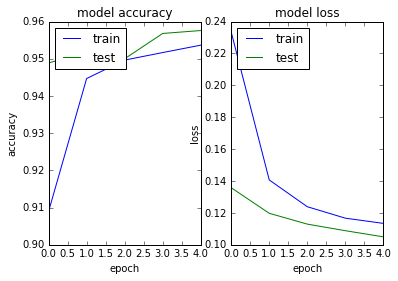 model accuracy
0.96
0.95
0.94
0.93
0.92
0.91
0.90
accuracy
train
test
0.0 0.5 1.0 1.5 2.0 2.5 3.0 3.5 4.0
epoch
model loss
0.24
0.22
0.20
0.18
0.16
0.14
0.12
0.10
loss
train
test
0.0 0.5 1.0 1.5 2.0 2.5 3.0 3.5 4.0
epoch